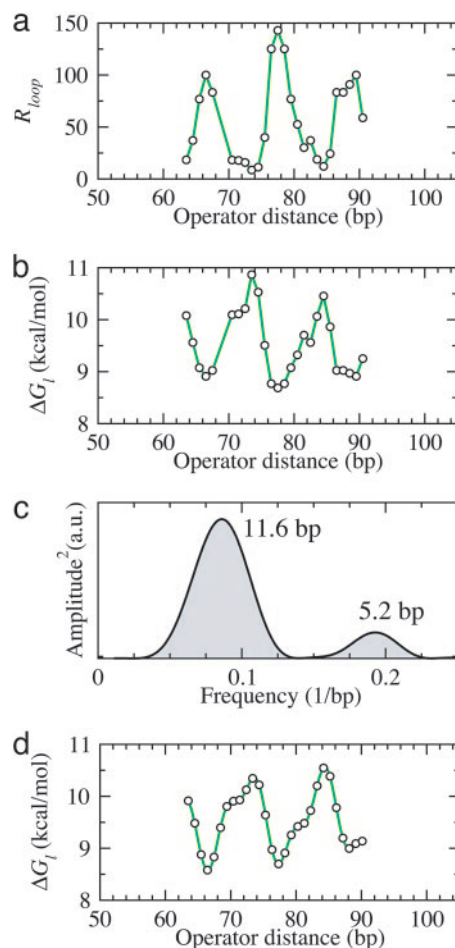 a
150
100
50
0
R_loop
50 60 70 80 90 100
Operator distance (bp)
b
11
10
9
8
ΔG_l (kcal/mol)
50 60 70 80 90 100
Operator distance (bp)
c
Amplitude² (a.u.)
11.6 bp
5.2 bp
0 0.1 0.2
Frequency (1/bp)
d
11
10
9
8
ΔG_l (kcal/mol)
50 60 70 80 90 100
Operator distance (bp)